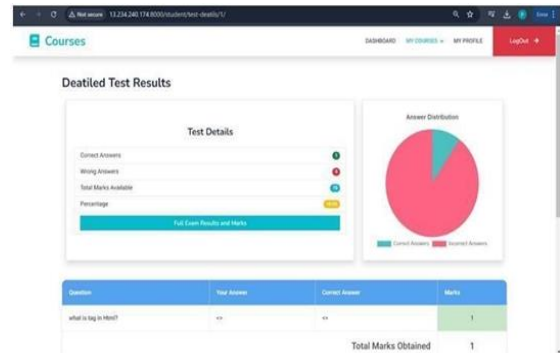 Not secure 13.234.240.174:8000/student/test-deatils/1/
Courses
DASHBOARD MY COURSES MY PROFILE LogOut
Deatiled Test Results
Test Details
Correct Answers
Wrong Answers
Total Marks Available
Percentage
Full Exam Results and Marks
Answer Distribution
Correct Answers Incorrect Answers
Question Your Answer Correct Answer Marks
what is tag in Html? <> <> 1
Total Marks Obtained 1